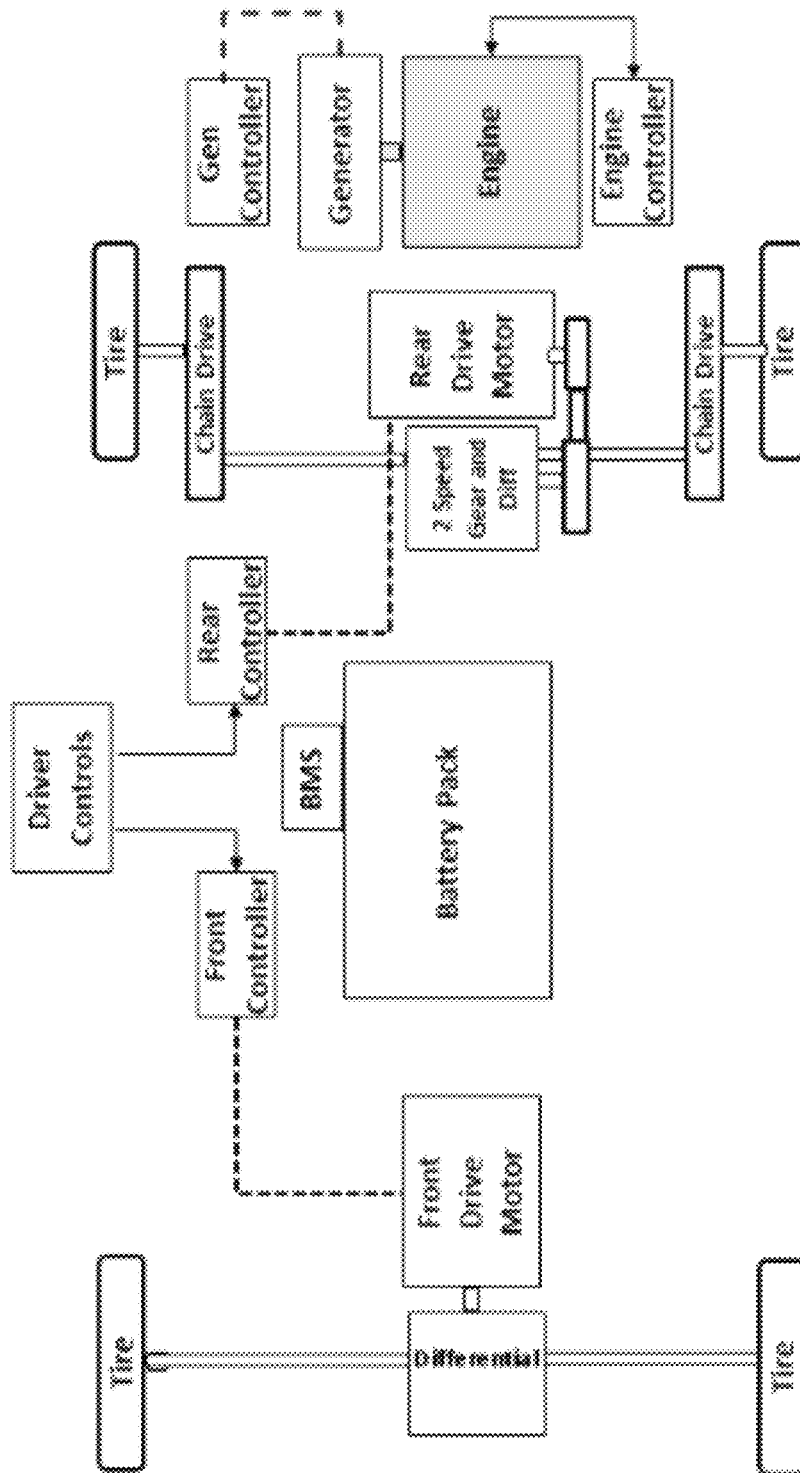 Tire
Chain Drive
Gen
Controller
Generator
Engine
Engine
Controller
Rear
Drive
Motor
2 Speed
Gear and
Diff
Chain Drive
Tire
Driver
Controls
Rear
Controller
Front
Controller
BMS
Battery Pack
Front
Drive
Motor
Tire
Differential
Tire